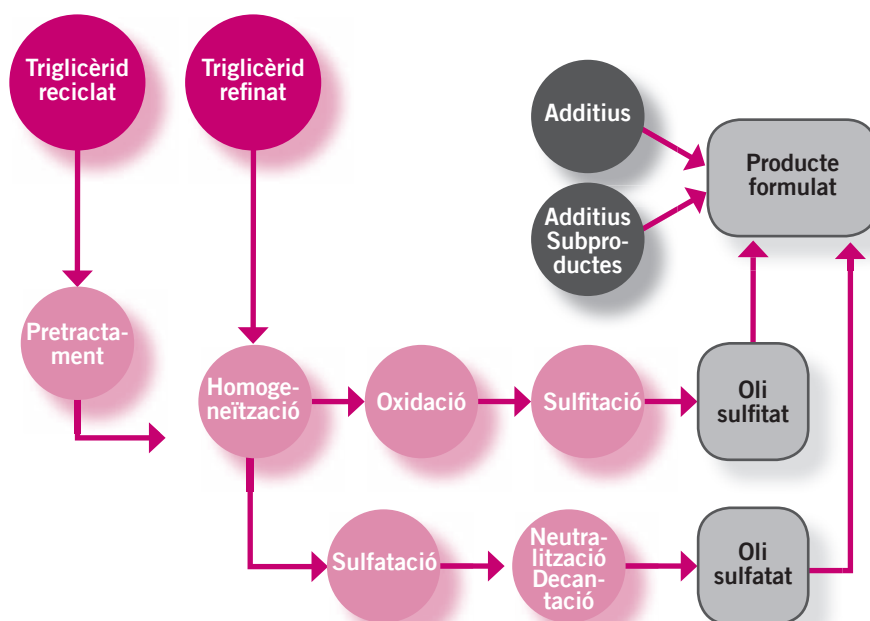 Triglicèrid
reciclat
Triglicèrid
refinat
Additius
Producte
formulat
Additius
Subpro-
ductes
Pretracta-
ment
Homoge-
neïtzació
Oxidació
Sulfitació
Oli
sulfitat
Sulfatació
Neutra-
lització
Decan-
tació
Oli
sulfatat